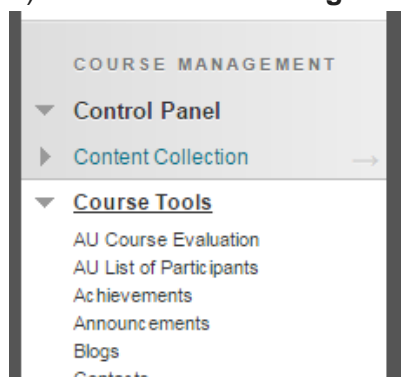 COURSE MANAGEMENT
Control Panel
Content Collection
Course Tools
AU Course Evaluation
AU List of Participants
Achievements
Announcements
Blogs